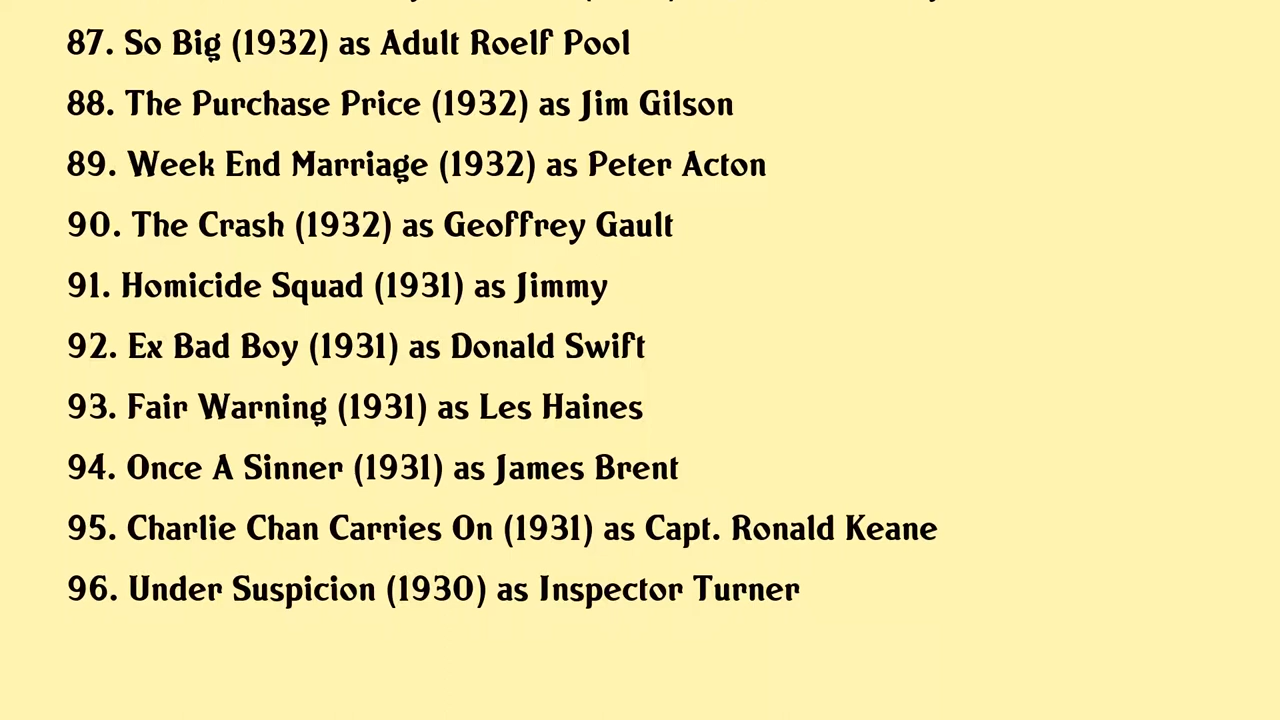 87. So Big (1932) as Adult Roelf Pool
88. The Purchase Price (1932) as Jim Gilson
89. Week End Marriage (1932) as Peter Acton
90. The Crash (1932) as Geoffrey Gault
91. Homicide Squad (1931) as Jimmy
92. Ex Bad Boy (1931) as Donald Swift
93. Fair Warning (1931) as Les Haines
94. Once A Sinner (1931) as James Brent
95. Charlie Chan Carries On (1931) as Capt. Ronald Keane
96. Under Suspicion (1930) as Inspector Turner